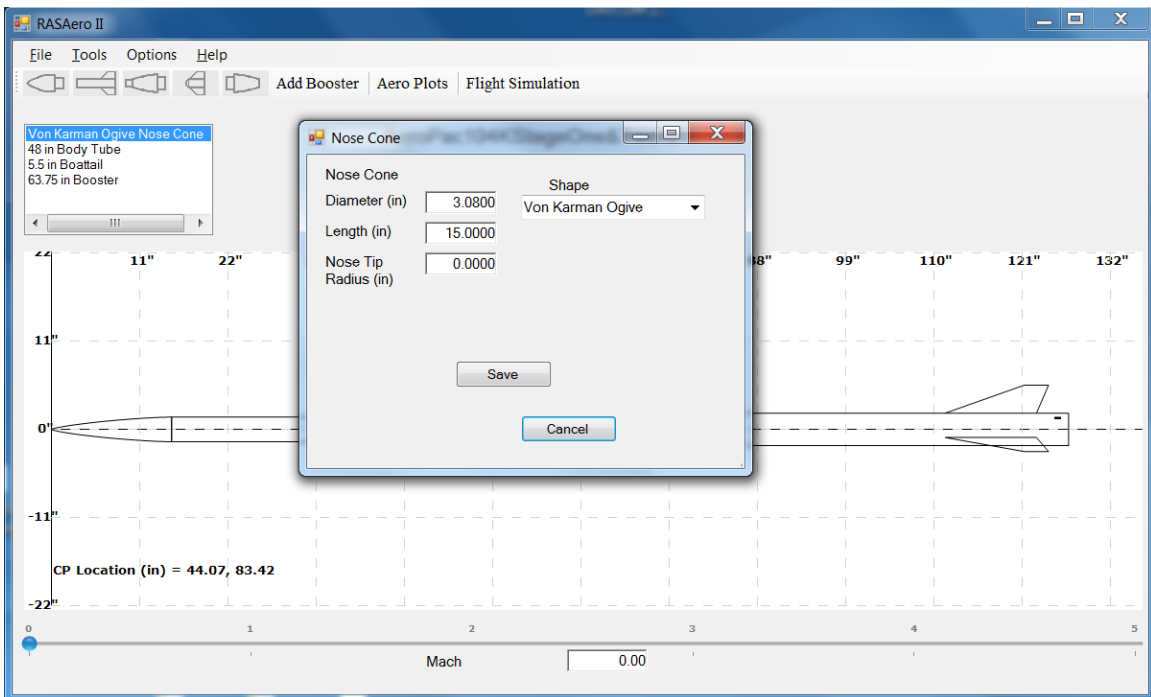 RASAero II
File Tools Options Help
Add Booster Aero Plots Flight Simulation
Von Karman Ogive Nose Cone
48 in Body Tube
5.5 in Boattail
63.75 in Booster
Nose Cone
Nose Cone
Shape
Diameter (in) 3.0800
Von Karman Ogive
Length (in) 15.0000
Nose Tip 0.0000
Radius (in)
Save
Cancel
22 11" 22" 88" 99" 110" 121" 132"
11"
0"
-11"
CP Location (in) = 44.07, 83.42
-22"
0 1 2 3 4 5
Mach 0.00